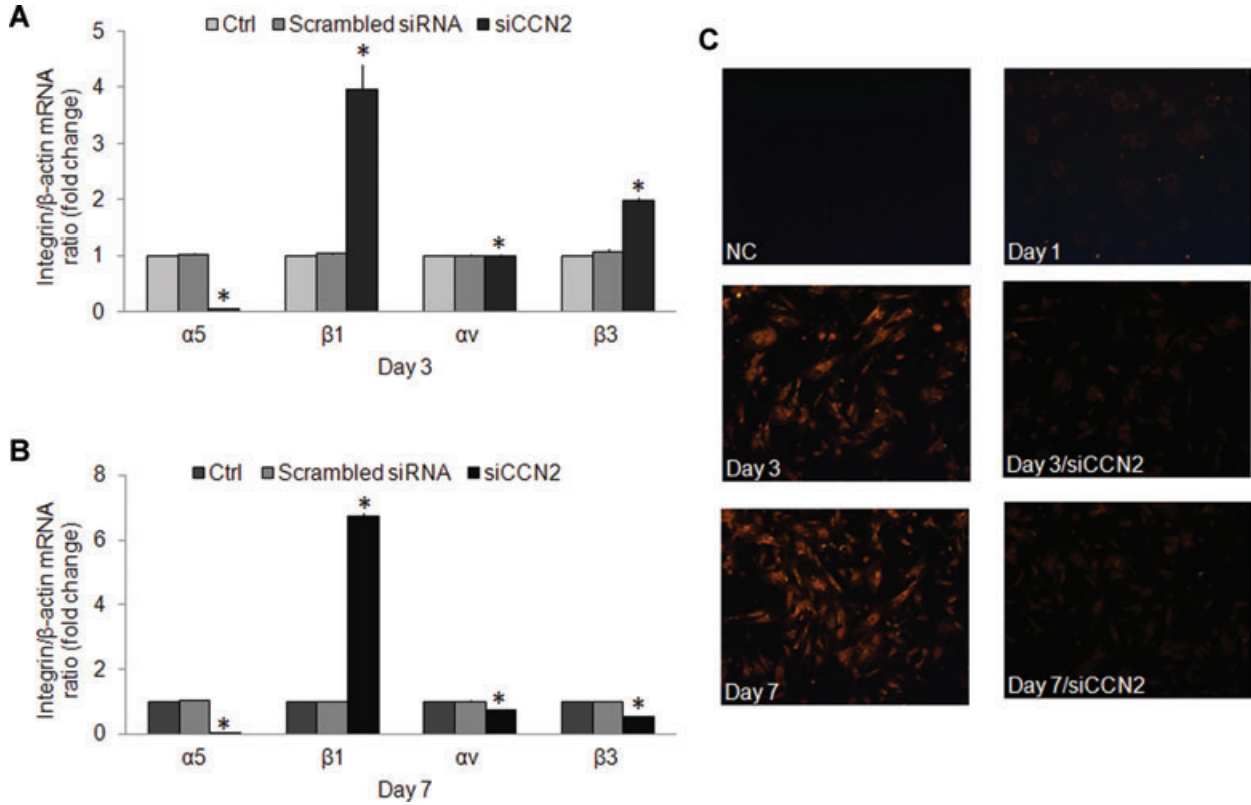 A
Ctrl Scrambled siRNA siCCN2
Integrin/β-actin mRNA
ratio (fold change)
5
4
3
2
1
0
*
*
*
*
α5 β1 αv β3
Day 3
B
Ctrl Scrambled siRNA siCCN2
Integrin/β-actin mRNA
ratio (fold change)
8
6
4
2
0
*
*
*
*
α5 β1 αv β3
Day 7
C
NC
Day 1
Day 3
Day 3/siCCN2
Day 7
Day 7/siCCN2